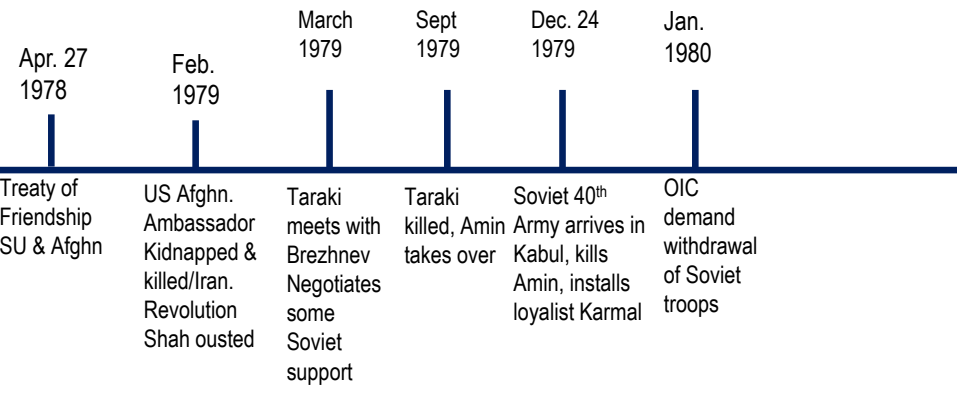 Apr. 27
1978
Feb.
1979
March
1979
Sept
1979
Dec. 24
1979
Jan.
1980
Treaty of
Friendship
SU & Afghn
US Afghn.
Ambassador
Kidnapped &
killed/Iran.
Revolution
Shah ousted
Taraki
meets with
Brezhnev
Negotiates
some
Soviet
support
Taraki
killed, Amin
takes over
Soviet 40th
Army arrives in
Kabul, kills
Amin, installs
loyalist Karmal
OIC
demand
withdrawal
of Soviet
troops